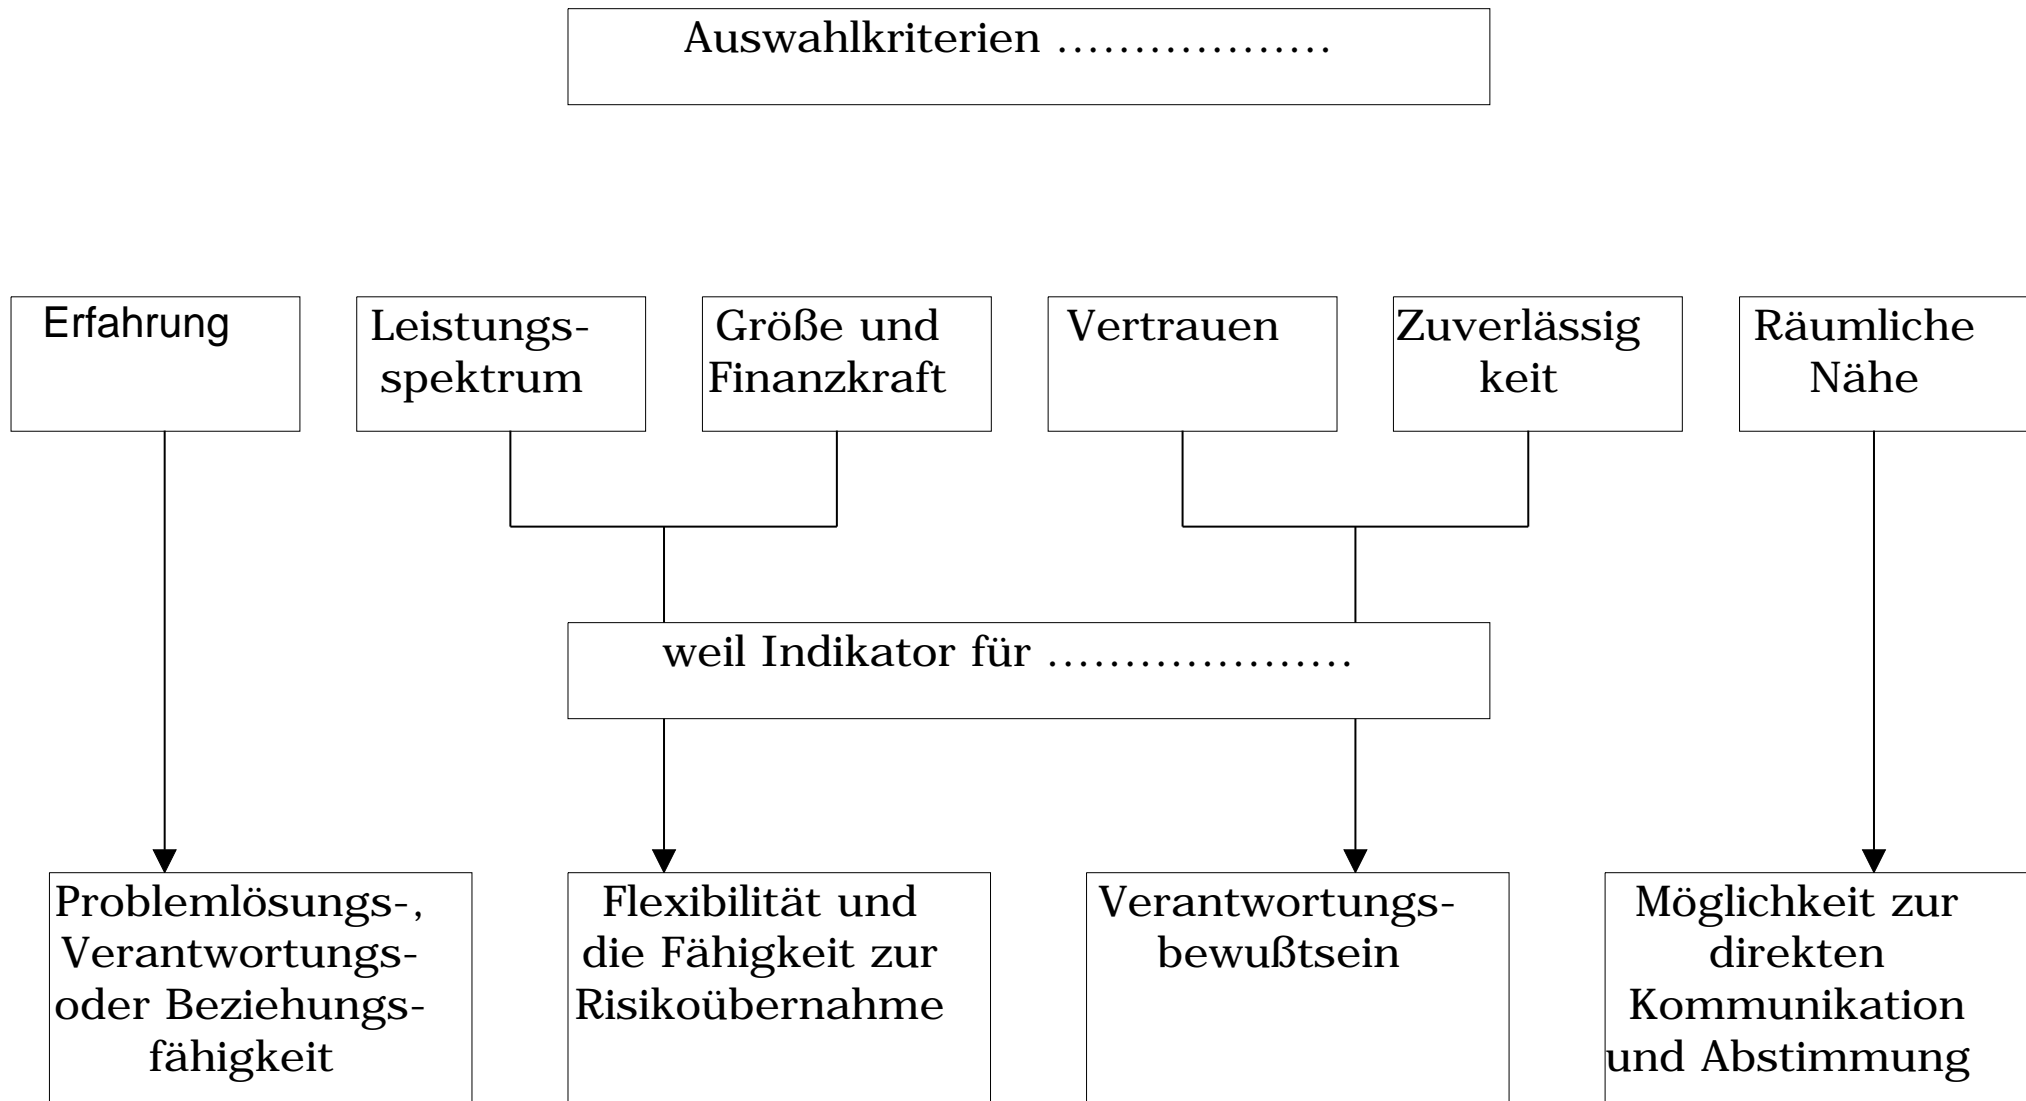 Auswahlkriterien ..................
Erfahrung
Leistungs-
spektrum
Größe und
Finanzkraft
Vertrauen
Zuverlässig
keit
Räumliche
Nähe
weil Indikator für ....................
Problemlösungs-,
Verantwortungs-
oder Beziehungs-
fähigkeit
Flexibilität und
die Fähigkeit zur
Risikoübernahme
Verantwortungs-
bewußtsein
Möglichkeit zur
direkten
Kommunikation
und Abstimmung